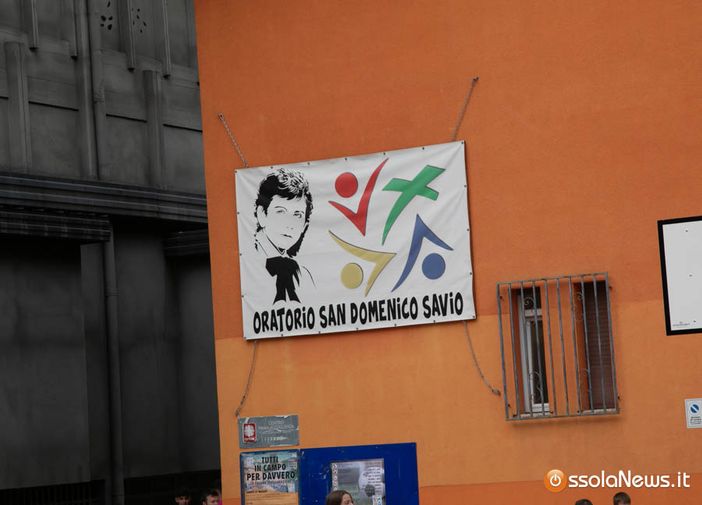 ORATORIO SAN DOMENICO SAVIO
TUTTI
IN CAMPO
PER DAVVERO
ssolaNews.it